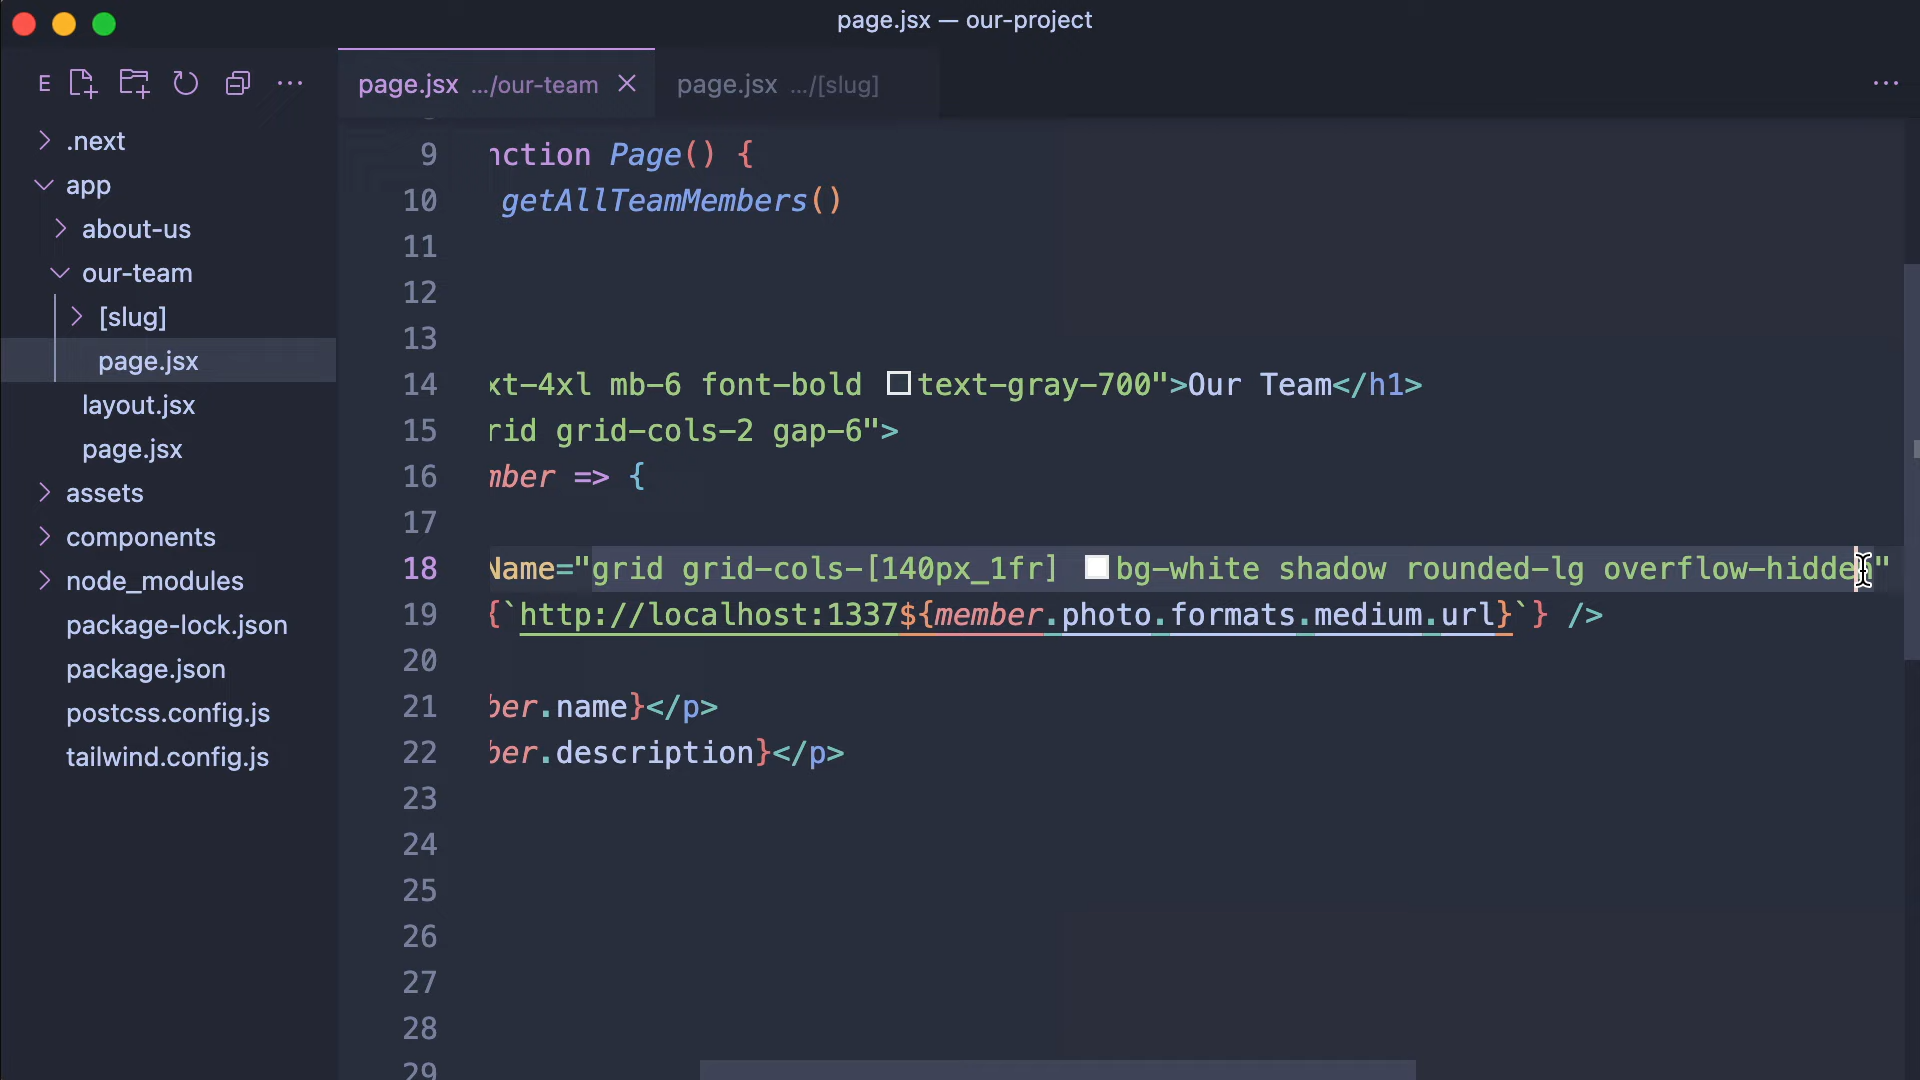 page.jsx — our-project
E
page.jsx .../our-team
page.jsx .../[slug]
.next
app
about-us
our-team
[slug]
page.jsx
layout.jsx
page.jsx
assets
components
node_modules
package-lock.json
package.json
postcss.config.js
tailwind.config.js
9 nction Page() {
10 getAllTeamMembers()
11
12
13
14 xt-4xl mb-6 font-bold text-gray-700">Our Team</h1>
15 rid grid-cols-2 gap-6">
16 mber => {
17
18 Name="grid grid-cols-[140px_1fr] bg-white shadow rounded-lg overflow-hidden"
19 {`http://localhost:1337${member.photo.formats.medium.url}`} />
20
21 ber.name}</p>
22 ber.description}</p>
23
24
25
26
27
28
29